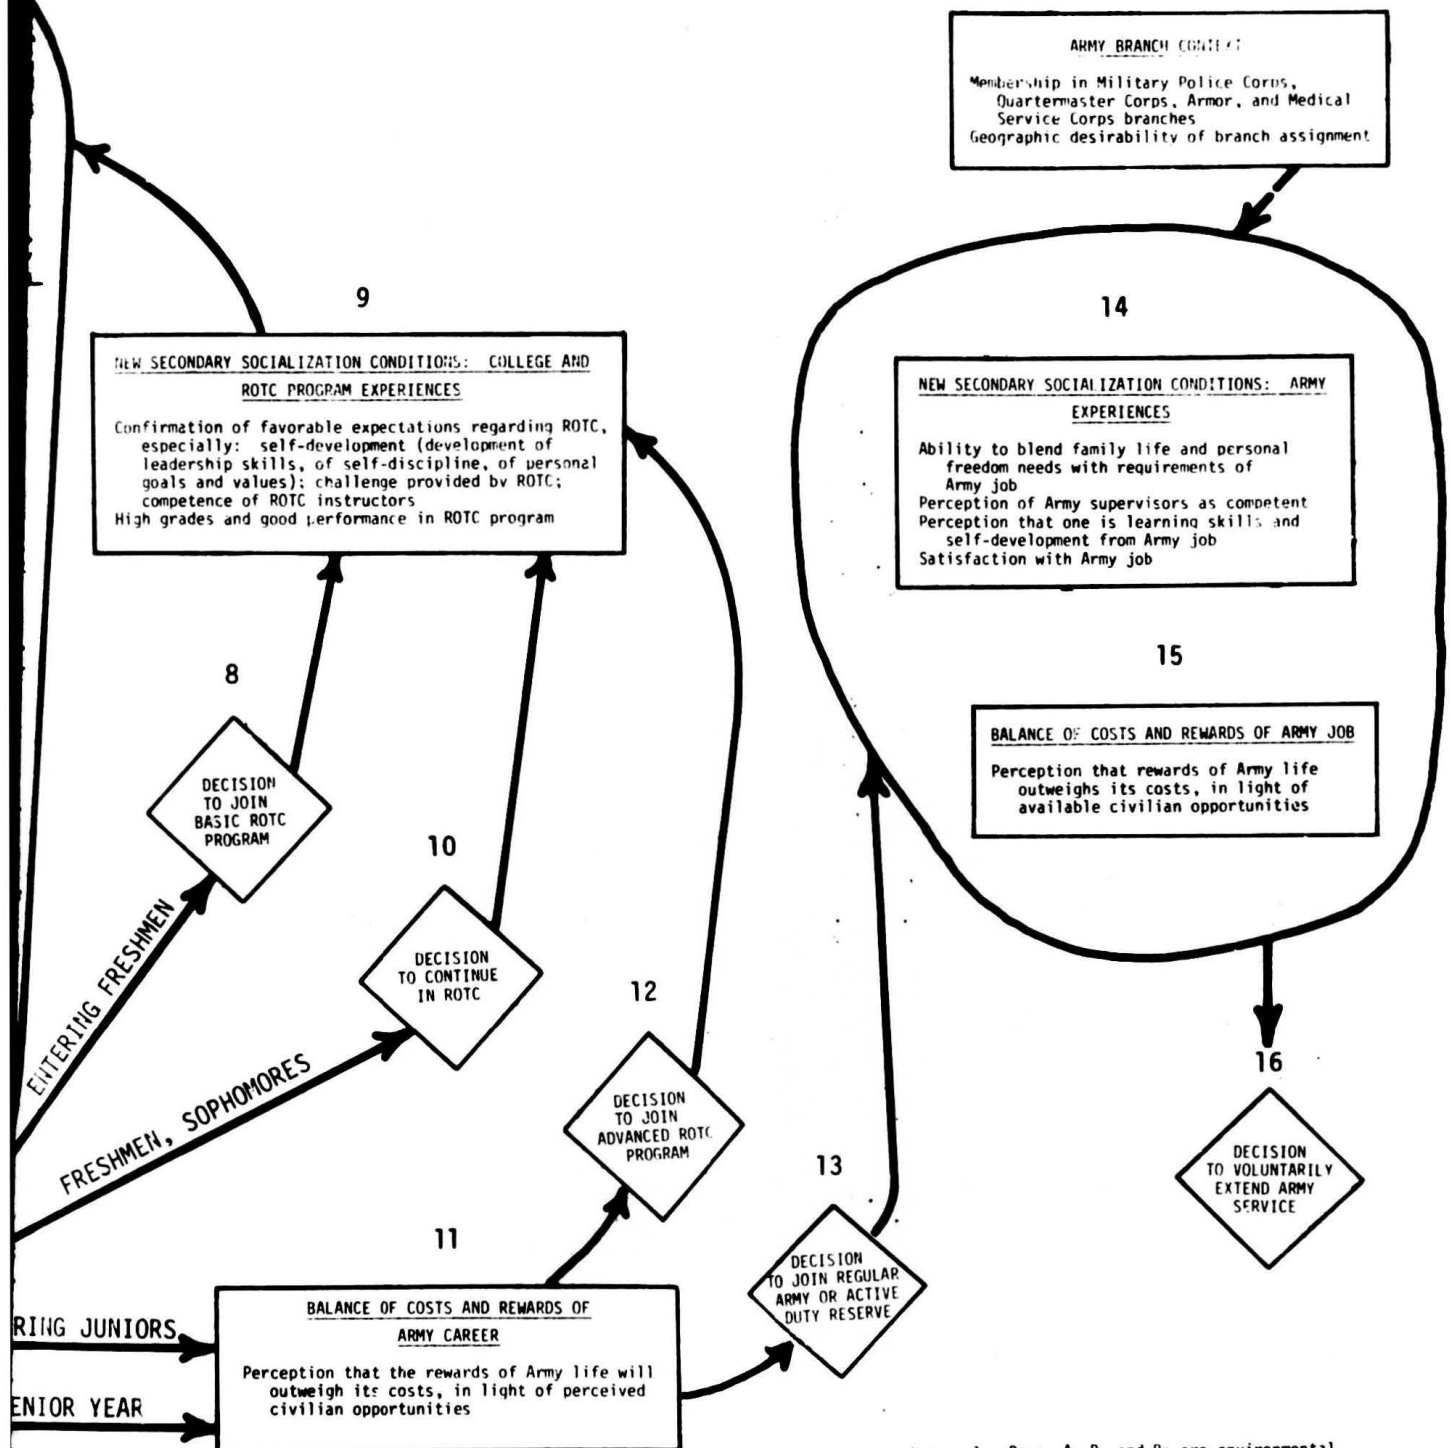 ARMY BRANCH CONTEXT
Membership in Military Police Corps,
Quartermaster Corps, Armor, and Medical
Service Corps branches
Geographic desirability of branch assignment
9
NEW SECONDARY SOCIALIZATION CONDITIONS: COLLEGE AND
ROTC PROGRAM EXPERIENCES
Confirmation of favorable expectations regarding ROTC,
especially: self-development (development of
leadership skills, of self-discipline, of personal
goals and values); challenge provided by ROTC;
competence of ROTC instructors
High grades and good performance in ROTC program
14
NEW SECONDARY SOCIALIZATION CONDITIONS: ARMY
EXPERIENCES
Ability to blend family life and personal
freedom needs with requirements of
Army job
Perception of Army supervisors as competent
Perception that one is learning skills and
self-development from Army job
Satisfaction with Army job
15
BALANCE OF COSTS AND REWARDS OF ARMY JOB
Perception that rewards of Army life
outweighs its costs, in light of
available civilian opportunities
8
DECISION
TO JOIN
BASIC ROTC
PROGRAM
ENTERING FRESHMEN
10
DECISION
TO CONTINUE
IN ROTC
FRESHMEN, SOPHOMORES
12
DECISION
TO JOIN
ADVANCED ROTC
PROGRAM
13
DECISION
TO JOIN REGULAR
ARMY OR ACTIVE
DUTY RESERVE
16
DECISION
TO VOLUNTARILY
EXTEND ARMY
SERVICE
11
BALANCE OF COSTS AND REWARDS OF
ARMY CAREER
Perception that the rewards of Army life will
outweigh its costs, in light of perceived
civilian opportunities
RING JUNIORS
ENIOR YEAR
and are environmental